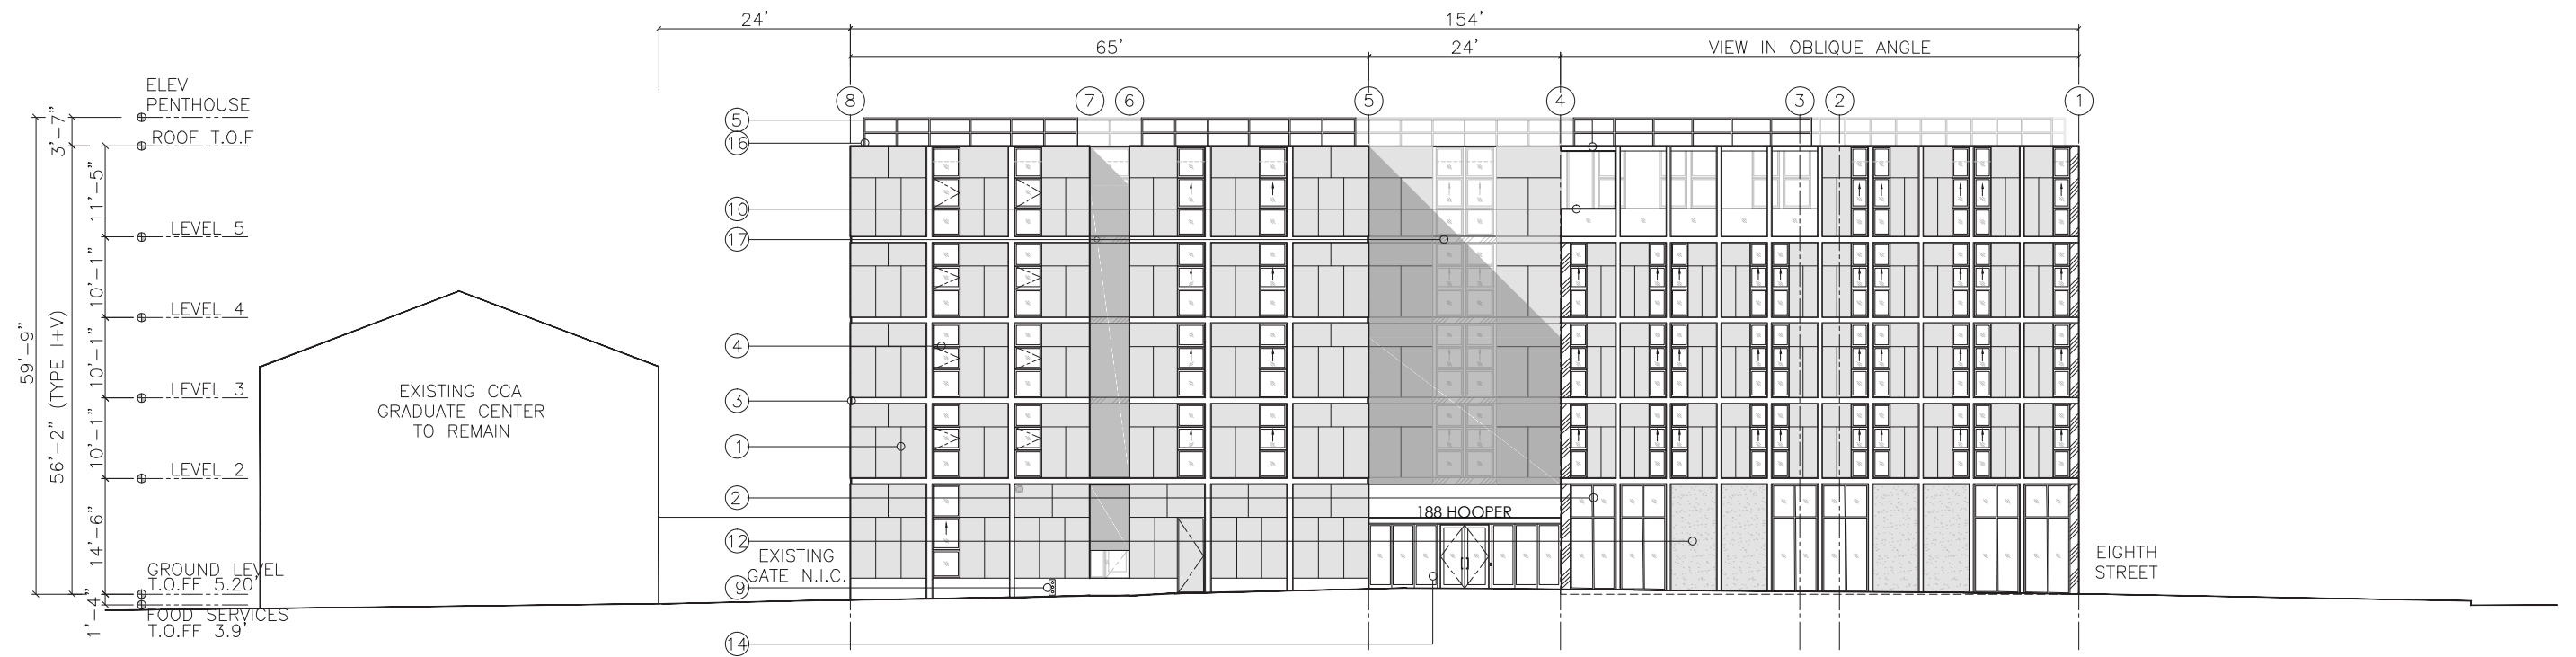 24'
154'
65'
24'
VIEW IN OBLIQUE ANGLE
ELEV
PENTHOUSE
ROOF T.O.F
LEVEL 5
LEVEL 4
LEVEL 3
LEVEL 2
GROUND LEVEL
T.O.FF 5.20'
FOOD SERVICES
T.O.FF 3.9'
59'-9"
3'-7"
56'-2" (TYPE I+V)
11'-5"
10'-1"
10'-1"
10'-1"
14'-6"
1'-4"
EXISTING CCA
GRADUATE CENTER
TO REMAIN
8
7
6
5
4
3
2
1
5
16
10
17
4
3
1
2
12
9
14
EXISTING
GATE N.I.C.
188 HOOPER
EIGHTH
STREET